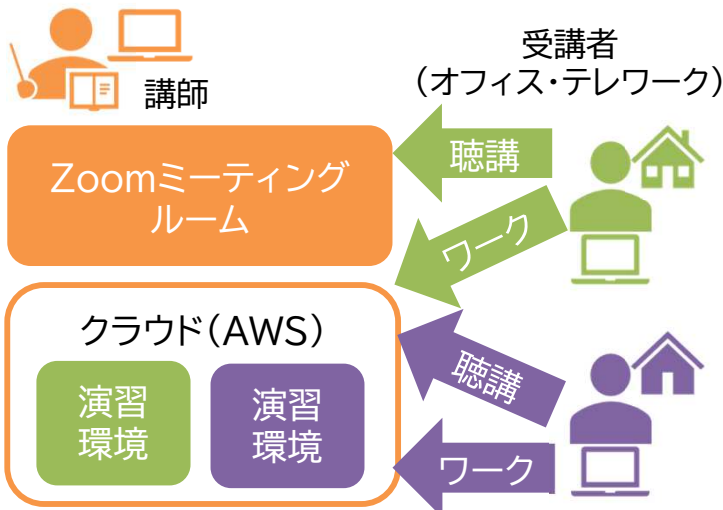 講師
受講者
(オフィス・テレワーク)
Zoomミーティング
ルーム
聴講
ワーク
クラウド(AWS)
演習
環境
演習
環境
聴講
ワーク